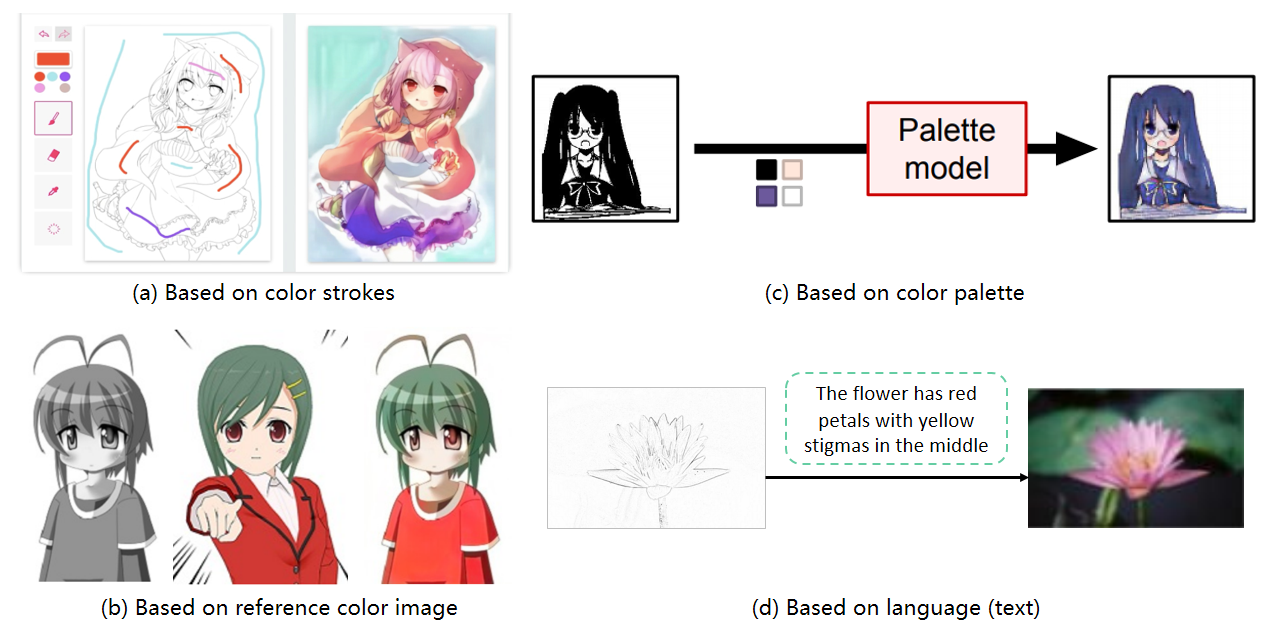 (a) Based on color strokes
Palette
model
(c) Based on color palette
(b) Based on reference color image
The flower has red
petals with yellow
stigmas in the middle
(d) Based on language (text)